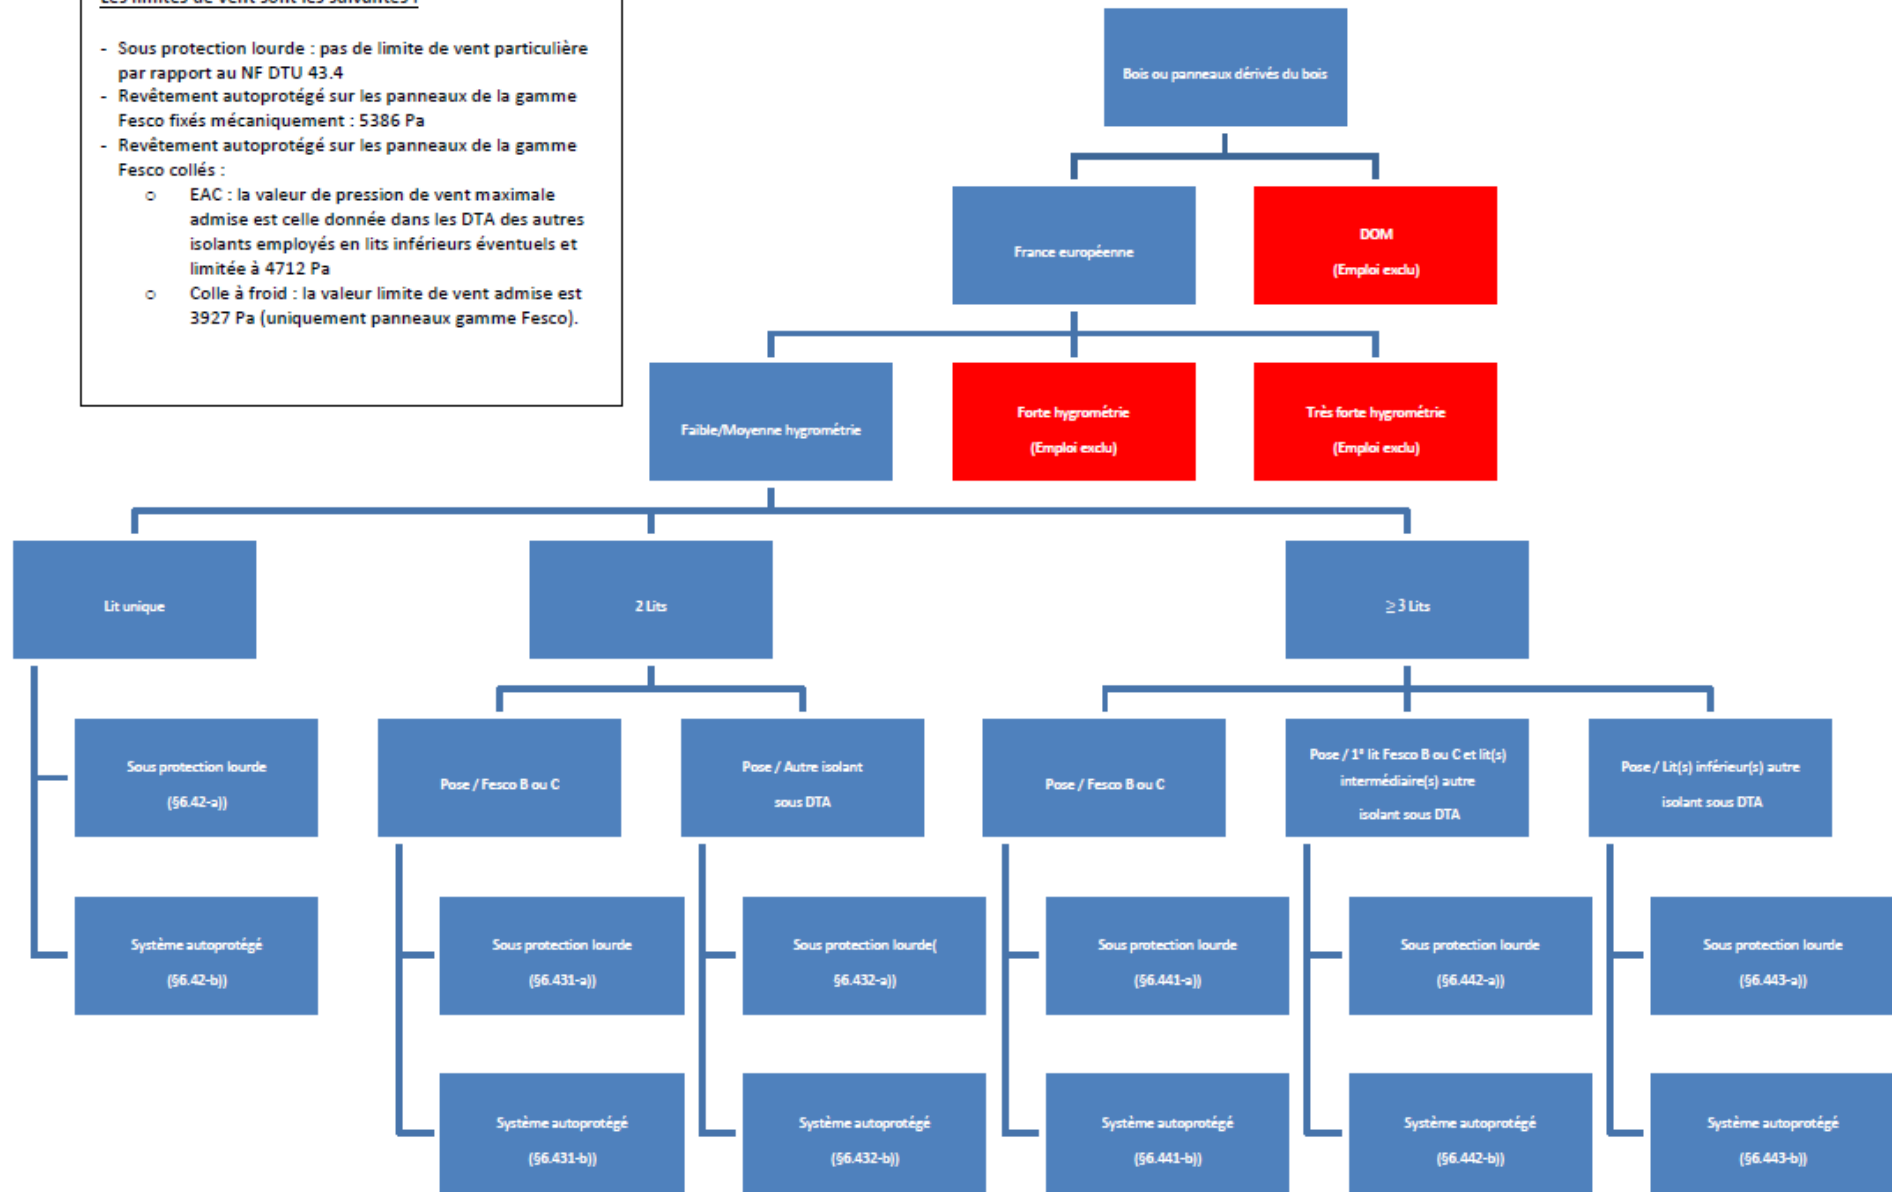 Les limites de vent sont les suivantes :
- Sous protection lourde : pas de limite de vent particulière
par rapport au NF DTU 43.4
- Revêtement autoprotégé sur les panneaux de la gamme
Fesco fixés mécaniquement : 5386 Pa
- Revêtement autoprotégé sur les panneaux de la gamme
Fesco collés :
o EAC : la valeur de pression de vent maximale
admise est celle donnée dans les DTA des autres
isolants employés en lits inférieurs éventuels et
limitée à 4712 Pa
o Colle à froid : la valeur limite de vent admise est
3927 Pa (uniquement panneaux gamme Fesco).
Bois ou panneaux dérivés du bois
France européenne
DOM
(Emploi exclu)
Faible/Moyenne hygrométrie
Forte hygrométrie
(Emploi exclu)
Très forte hygrométrie
(Emploi exclu)
Lit unique
2 Lits
≥ 3 Lits
Sous protection lourde
(§6.42-a))
Pose / Fesco B ou C
Pose / Autre isolant
sous DTA
Pose / Fesco B ou C
Pose / 1° lit Fesco B ou C et lit(s)
intermédiaire(s) autre
isolant sous DTA
Pose / Lit(s) inférieur(s) autre
isolant sous DTA
Système autoprotégé
(§6.42-b))
Sous protection lourde
(§6.431-a))
Sous protection lourde(
§6.432-a))
Sous protection lourde
(§6.441-a))
Sous protection lourde
(§6.442-a))
Sous protection lourde
(§6.443-a))
Système autoprotégé
(§6.431-b))
Système autoprotégé
(§6.432-b))
Système autoprotégé
(§6.441-b))
Système autoprotégé
(§6.442-b))
Système autoprotégé
(§6.443-b))